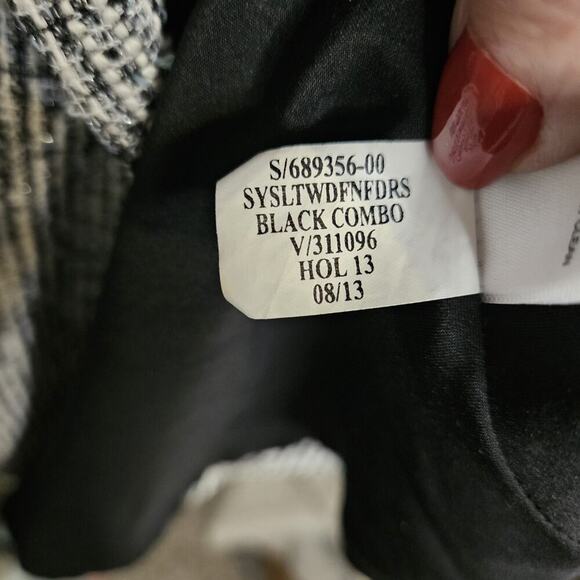 S/689356-00
SYSLTWDFNFDRS
BLACK COMBO
V/311096
HOL 13
08/13